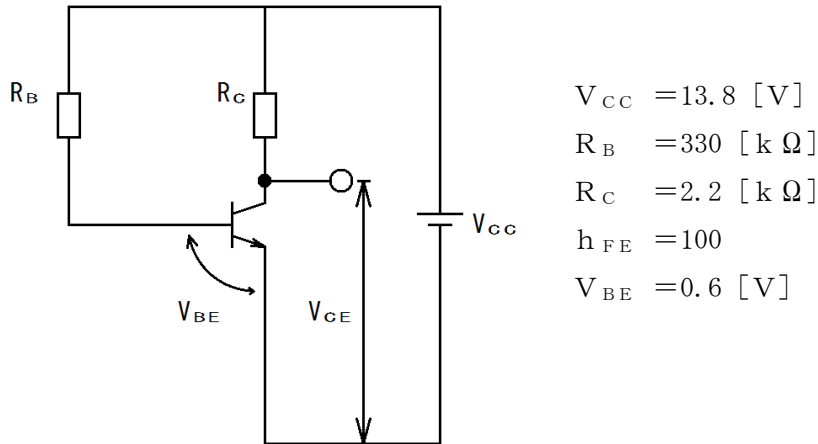 R_B
R_C
V_CC
V_BE
V_CE
V_CC =13.8 [V]
R_B =330 [kΩ]
R_C =2.2 [kΩ]
h_FE =100
V_BE =0.6 [V]